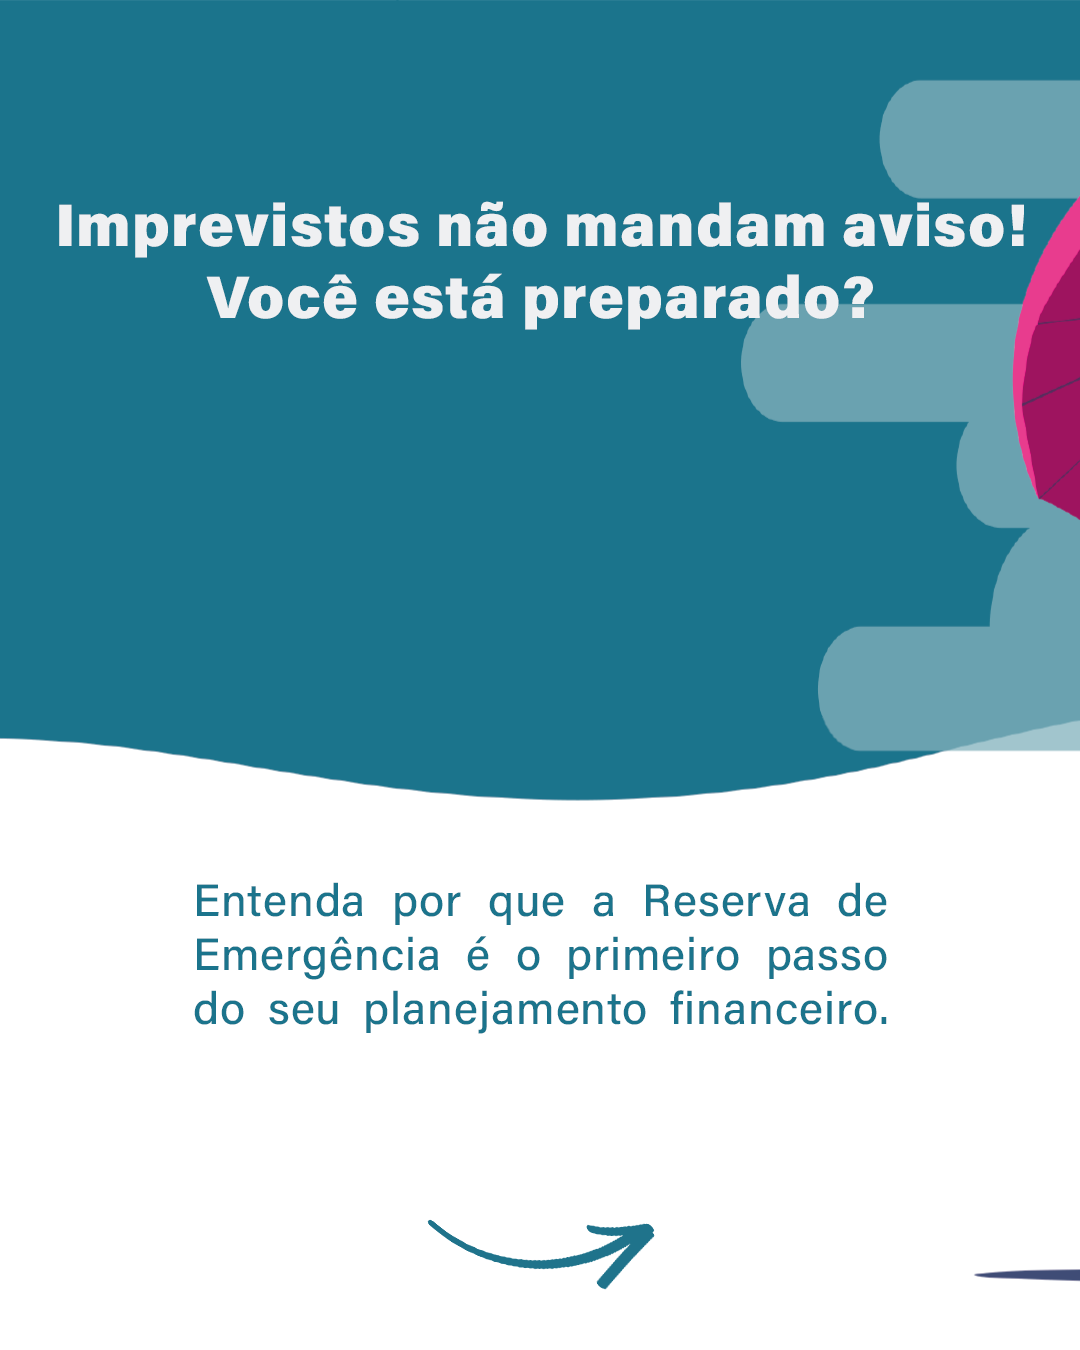 Imprevistos não mandam aviso!
Você está preparado?
Entenda por que a Reserva de
Emergência é o primeiro passo
do seu planejamento financeiro.